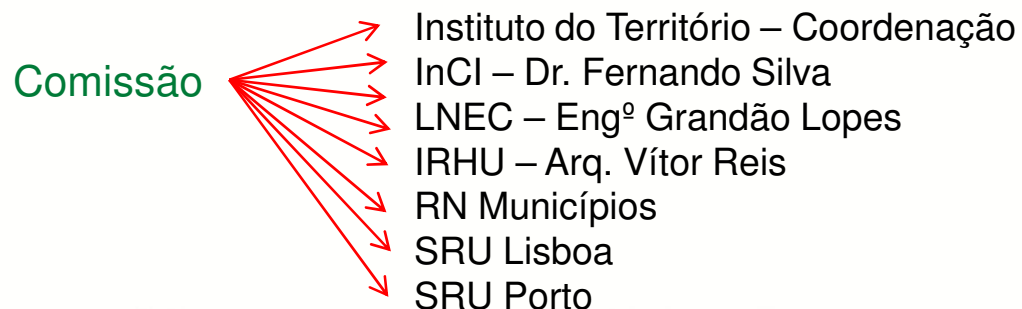 Comissão
Instituto do Território – Coordenação
InCI – Dr. Fernando Silva
LNEC – Engº Grandão Lopes
IRHU – Arq. Vítor Reis
RN Municípios
SRU Lisboa
SRU Porto